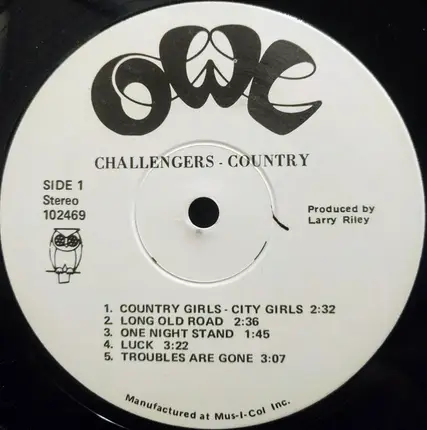 OWL
CHALLENGERS - COUNTRY
SIDE 1
Stereo
102469
Produced by
Larry Riley
1. COUNTRY GIRLS - CITY GIRLS 2:32
2. LONG OLD ROAD 2:36
3. ONE NIGHT STAND 1:45
4. LUCK 3:22
5. TROUBLES ARE GONE 3:07
Manufactured at Mus-I-Col Inc.